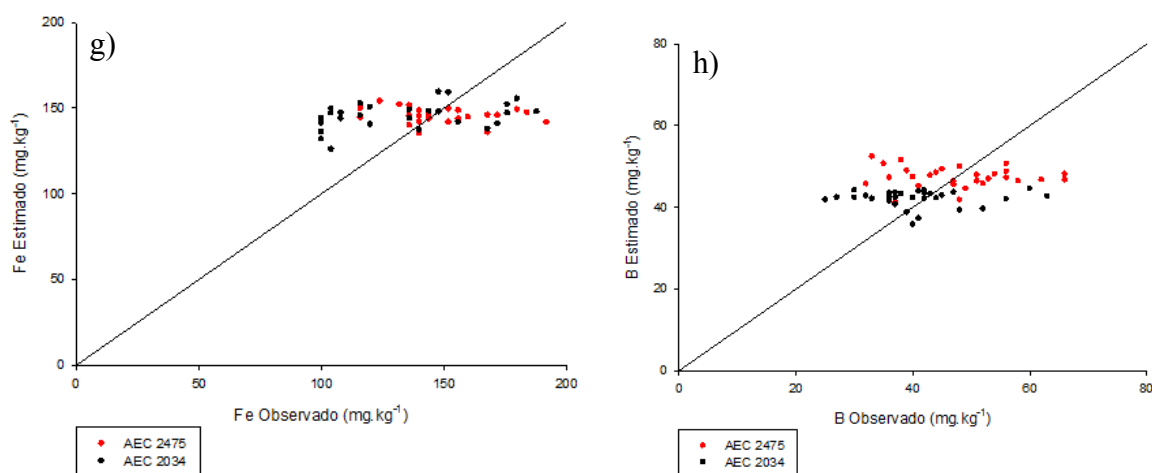 g)
200
150
100
50
0
Fe Estimado (mg.kg⁻¹)
0 50 100 150 200
Fe Observado (mg.kg⁻¹)
AEC 2475
AEC 2034
h)
80
60
40
20
0
B Estimado (mg.kg⁻¹)
0 20 40 60 80
B Observado (mg.kg⁻¹)
AEC 2475
AEC 2034